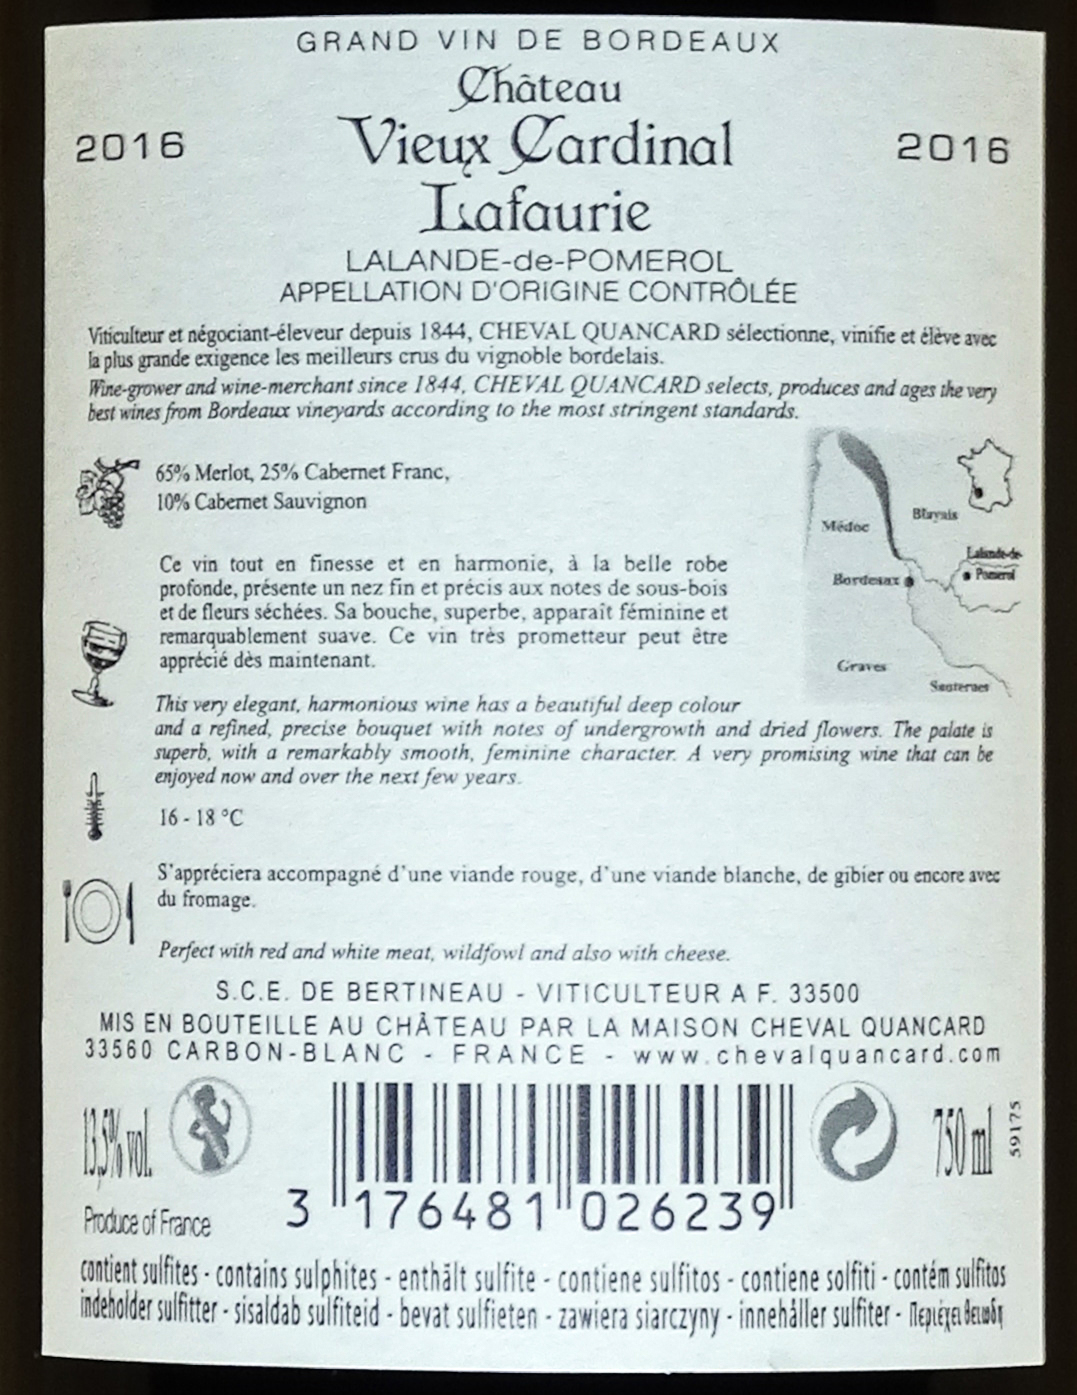 GRAND VIN DE BORDEAUX
Château
2016 Vieux Cardinal 2016
Lafaurie
LALANDE-de-POMEROL
APPELLATION D'ORIGINE CONTRÔLÉE
Viticulteur et négociant-éleveur depuis 1844, CHEVAL QUANCARD sélectionne, vinifie et élève avec
la plus grande exigence les meilleurs crus du vignoble bordelais.
Wine-grower and wine-merchant since 1844, CHEVAL QUANCARD selects, produces and ages the very
best wines from Bordeaux vineyards according to the most stringent standards.
65% Merlot, 25% Cabernet Franc,
10% Cabernet Sauvignon
Médoc
Blayais
Lalande-de-
Pomerol
Bordeaux
Graves
Sauternes
Ce vin tout en finesse et en harmonie, à la belle robe
profonde, présente un nez fin et précis aux notes de sous-bois
et de fleurs séchées. Sa bouche, superbe, apparaît féminine et
remarquablement suave. Ce vin très prometteur peut être
apprécié dès maintenant.
This very elegant, harmonious wine has a beautiful deep colour
and a refined, precise bouquet with notes of undergrowth and dried flowers. The palate is
superb, with a remarkably smooth, feminine character. A very promising wine that can be
enjoyed now and over the next few years.
16 - 18 °C
S'appréciera accompagné d'une viande rouge, d'une viande blanche, de gibier ou encore avec
du fromage.
Perfect with red and white meat, wildfowl and also with cheese.
S.C.E. DE BERTINEAU - VITICULTEUR A F. 33500
MIS EN BOUTEILLE AU CHÂTEAU PAR LA MAISON CHEVAL QUANCARD
33560 CARBON-BLANC - FRANCE - www.chevalquancard.com
13,5% vol.
750 ml
59175
Produce of France
3 176481 026239
contient sulfites - contains sulphites - enthält sulfite - contiene sulfitos - contiene solfiti - contém sulfitos
indeholder sulfitter - sisaldab sulfiteid - bevat sulfieten - zawiera siarczyny - innehåller sulfiter - Περιέχει θειώδη